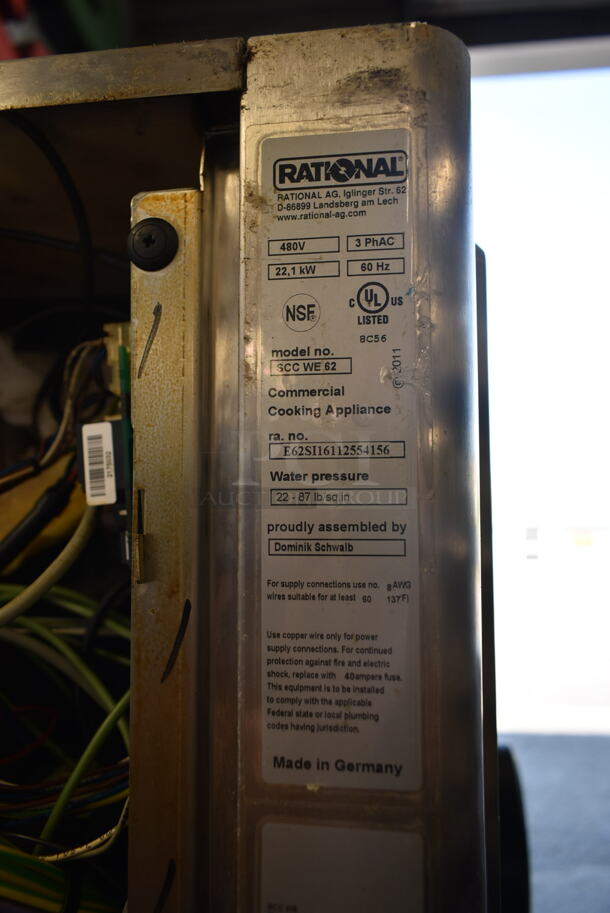 RATIONAL
RATIONAL AG, Iglinger Str. 62
D-86899 Landsberg am Lech
www.rational-ag.com
480V 3 PhAC
22,1 kW 60 Hz
NSF
C UL US
LISTED
8C56
© 2011
model no.
SCC WE 62
Commercial
Cooking Appliance
ra. no.
E62SI16112554156
Water pressure
22 - 87 lb/sq.in
proudly assembled by
Dominik Schwalb
For supply connections use no. 8 AWG
wires suitable for at least 60 137F)
Use copper wire only for power
supply connections. For continued
protection against fire and electric
shock, replace with 40ampere fuse.
This equipment is to be installed
to comply with the applicable
Federal state or local plumbing
codes having jurisdiction.
Made in Germany
2175032
AUCTION GROUP